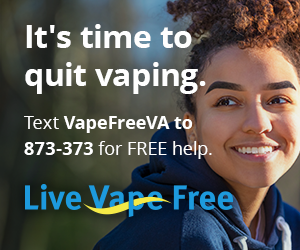 It's time to
quit vaping.
Text VapeFreeVA to
873-373 for FREE help.
Live Vape Free